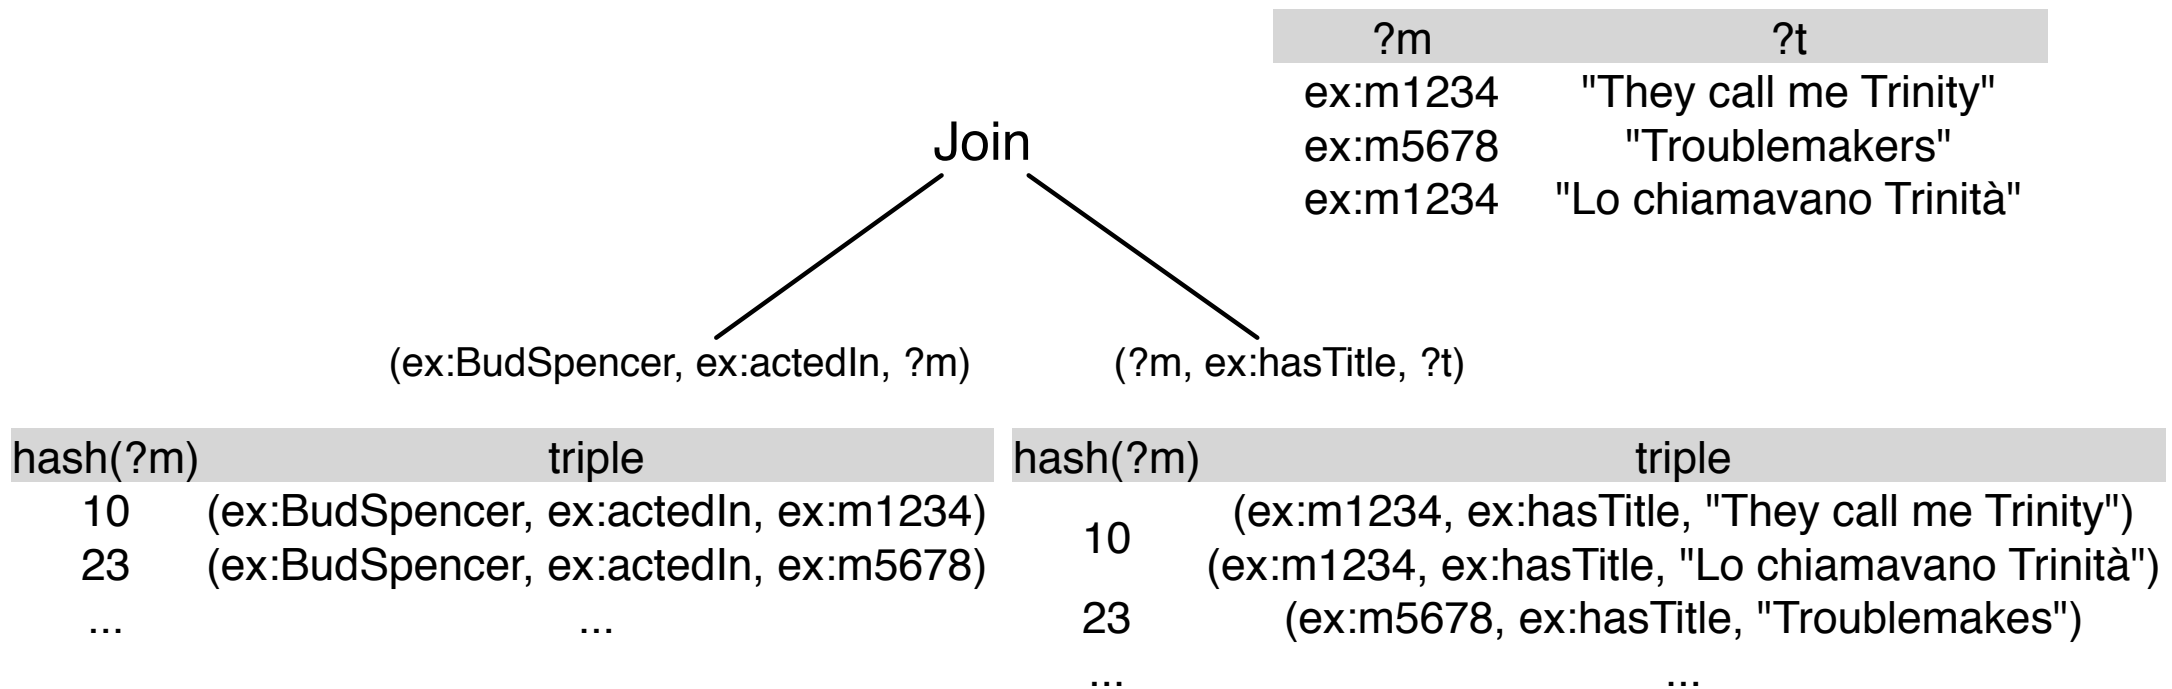 ?m ?t
ex:m1234 "They call me Trinity"
ex:m5678 "Troublemakers"
ex:m1234 "Lo chiamavano Trinità"
Join
(ex:BudSpencer, ex:actedIn, ?m) (?m, ex:hasTitle, ?t)
hash(?m) triple
10 (ex:BudSpencer, ex:actedIn, ex:m1234)
23 (ex:BudSpencer, ex:actedIn, ex:m5678)
... ...
hash(?m) triple
10 (ex:m1234, ex:hasTitle, "They call me Trinity")
(ex:m1234, ex:hasTitle, "Lo chiamavano Trinità")
23 (ex:m5678, ex:hasTitle, "Troublemakes")
... ...